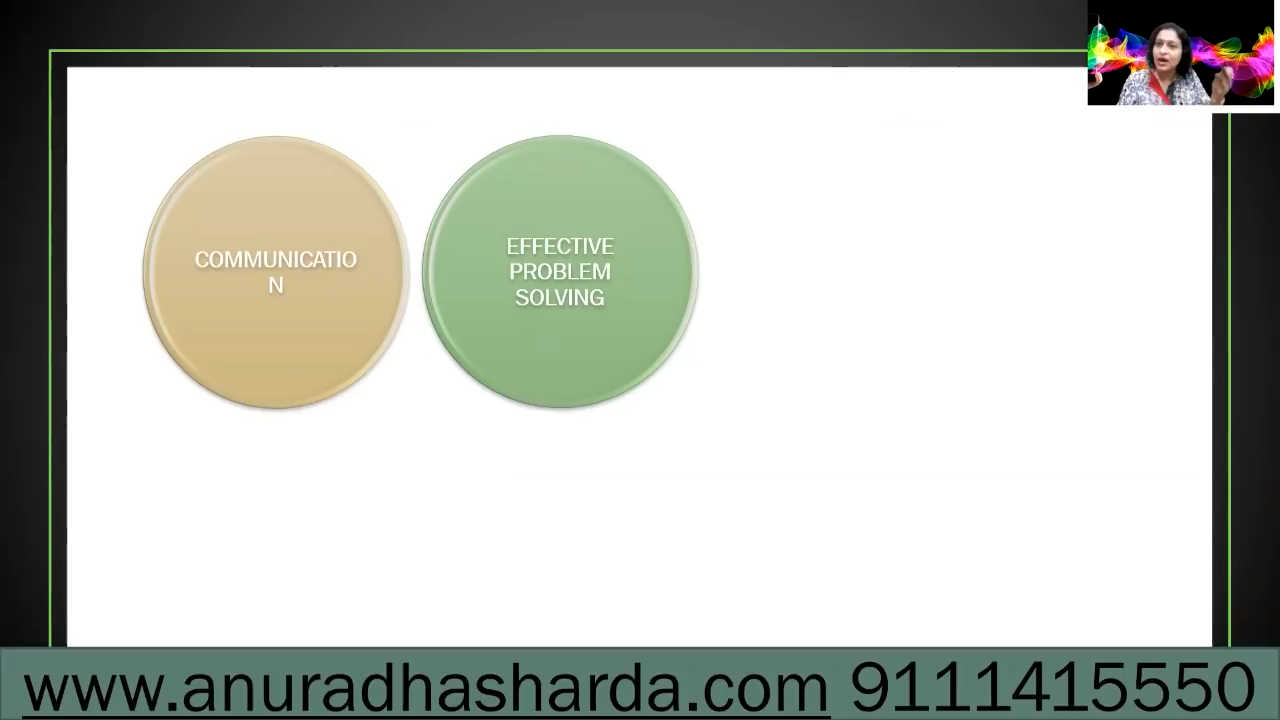 COMMUNICATIO
N
EFFECTIVE
PROBLEM
SOLVING
www.anuradhasharda.com 9111415550